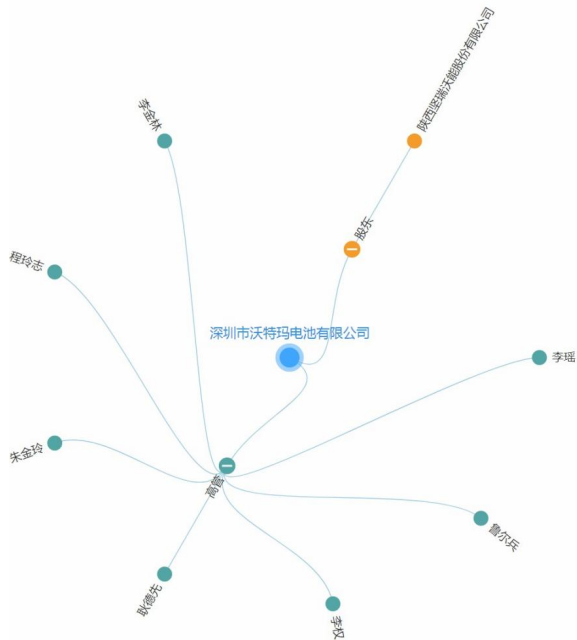 陕西坚瑞沃能股份有限公司
李金林
股东
程玲志
深圳市沃特玛电池有限公司
李瑶
朱金玲
高管
鲁尔兵
耿德先
李权